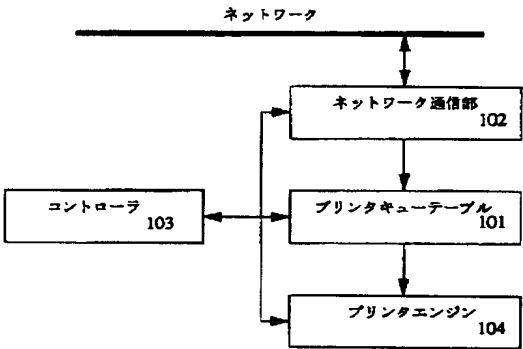 ネットワーク
ネットワーク通信部
102
コントローラ
103
プリンタキューテーブル
101
プリンタエンジン
104